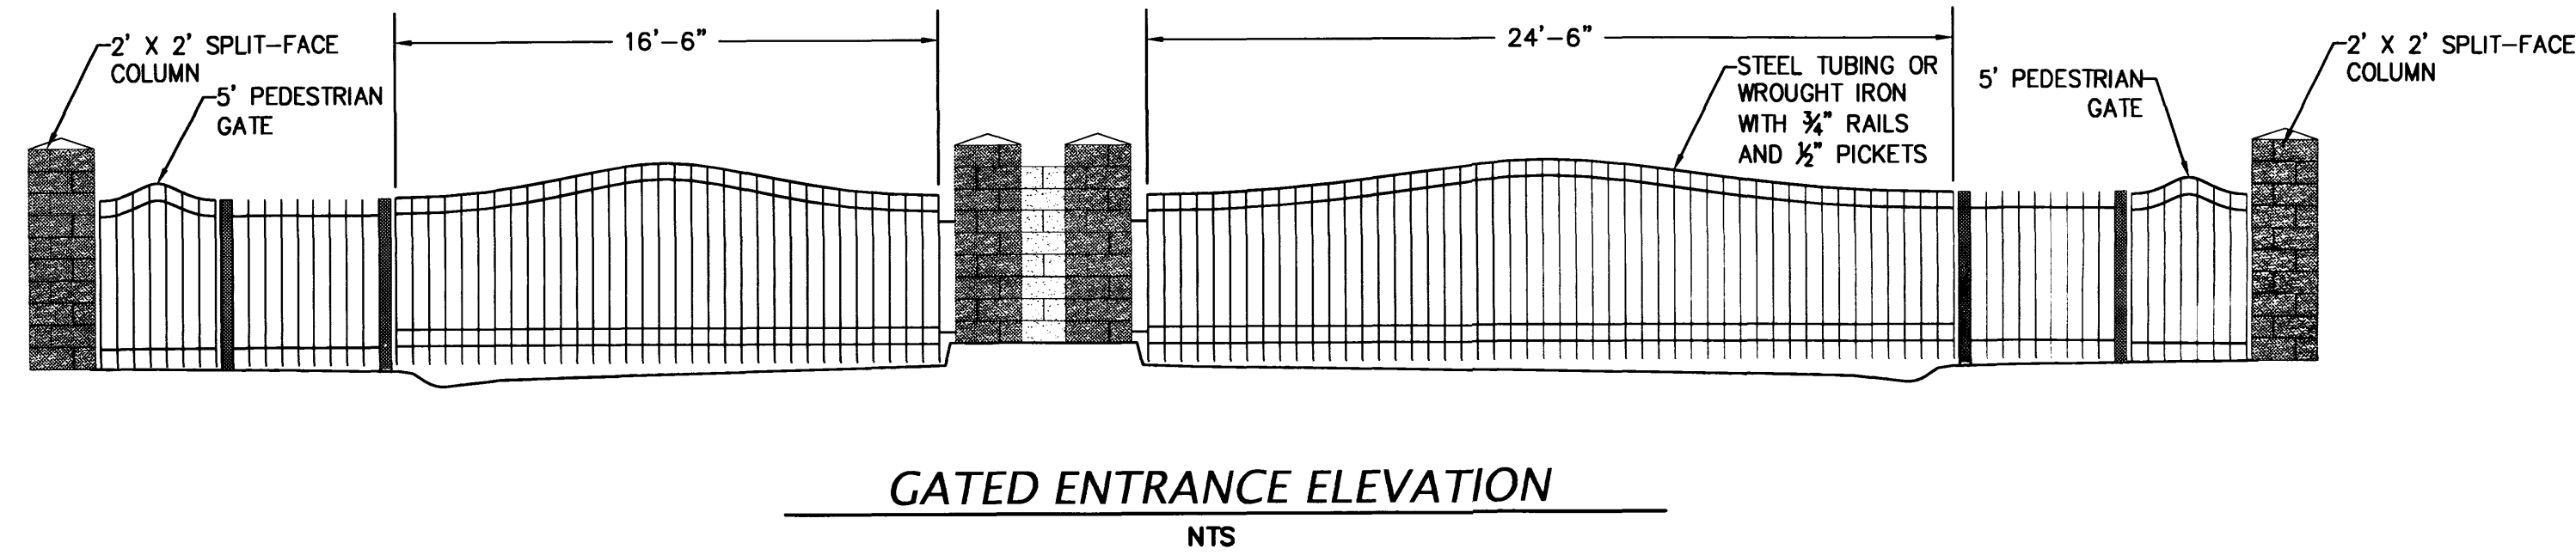 2' X 2' SPLIT-FACE
COLUMN
5' PEDESTRIAN
GATE
16'-6"
24'-6"
STEEL TUBING OR
WROUGHT IRON
WITH ¾" RAILS
AND ½" PICKETS
5' PEDESTRIAN
GATE
2' X 2' SPLIT-FACE
COLUMN
GATED ENTRANCE ELEVATION
NTS